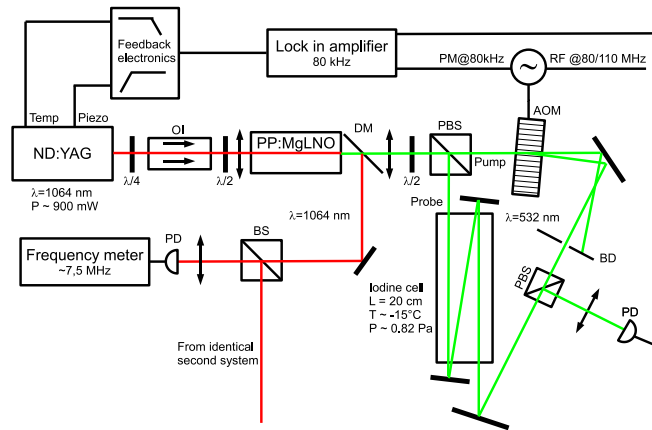 Feedback
electronics
Lock in amplifier
80 kHz
PM@80kHz
RF @80/110 MHz
Temp
Piezo
AOM
OI
DM
PBS
ND:YAG
PP:MgLNO
Pump
λ/4
λ/2
λ/2
λ=1064 nm
P ~ 900 mW
Probe
λ=1064 nm
λ=532 nm
BS
PD
Frequency meter
~7,5 MHz
BD
PBS
Iodine cell
L = 20 cm
T ~ -15°C
P ~ 0.82 Pa
PD
From identical
second system